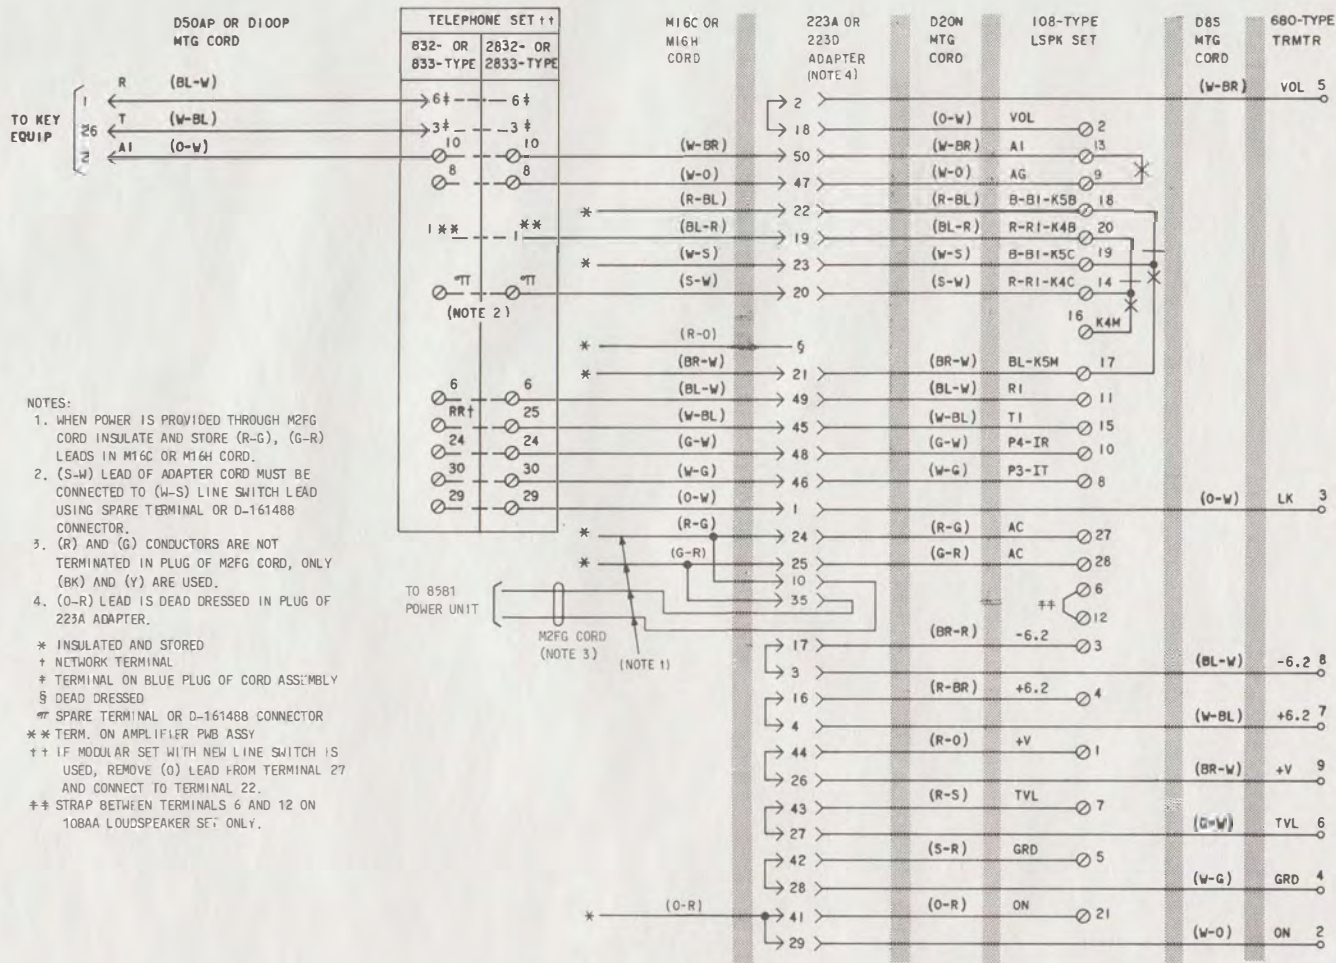 D50AP OR D100P
MTG CORD
TELEPHONE SET ††
832- OR
833-TYPE
2832- OR
2833-TYPE
M16C OR
M16H
CORD
223A OR
223D
ADAPTER
(NOTE 4)
D20N
MTG
CORD
108-TYPE
LSPK SET
D8S
MTG
CORD
680-TYPE
TRMTR
TO KEY
EQUIP
1 R (BL-W) 6‡ 6‡
26 T (W-BL) 3‡ 3‡
2 A1 (O-W)
2 (W-BR) VOL 5
18 (O-W) VOL 2
10 10 (W-BR) 50 (W-BR) A1 13
8 8 (W-O) 47 (W-O) AG 9
* (R-BL) 22 (R-BL) B-B1-K5B 18
1 ** 1 ** (BL-R) 19 (BL-R) R-R1-K4B 20
* (W-S) 23 (W-S) B-B1-K5C 19
π π (S-W) 20 (S-W) R-R1-K4C 14
(NOTE 2)
16 K4M
* (R-O) §
* (BR-W) 21 (BR-W) BL-K5M 17
6 6 (BL-W) 49 (BL-W) R1 11
RR† 25 (W-BL) 45 (W-BL) T1 15
24 24 (G-W) 48 (G-W) P4-1R 10
30 30 (W-G) 46 (W-G) P3-1T 8
29 29 (O-W) 1 (O-W) LK 3
* (R-G) 24 (R-G) AC 27
* (G-R) 25 (G-R) AC 28
10
35
6
‡‡
12
TO 85B1
POWER UNIT
M2FG CORD
(NOTE 3)
(NOTE 1)
17 (BR-R) -6.2 3
3 (BL-W) -6.2 8
16 (R-BR) +6.2 4
4 (W-BL) +6.2 7
44 (R-O) +V 1
26 (BR-W) +V 9
43 (R-S) TVL 7
27 (G-W) TVL 6
42 (S-R) GRD 5
28 (W-G) GRD 4
* (O-R) 41 (O-R) ON 21
29 (W-O) ON 2
NOTES:
1. WHEN POWER IS PROVIDED THROUGH M2FG
CORD INSULATE AND STORE (R-G), (G-R)
LEADS IN M16C OR M16H CORD.
2. (S-W) LEAD OF ADAPTER CORD MUST BE
CONNECTED TO (W-S) LINE SWITCH LEAD
USING SPARE TERMINAL OR D-161488
CONNECTOR.
3. (R) AND (G) CONDUCTORS ARE NOT
TERMINATED IN PLUG OF M2FG CORD, ONLY
(BK) AND (Y) ARE USED.
4. (O-R) LEAD IS DEAD DRESSED IN PLUG OF
223A ADAPTER.
* INSULATED AND STORED
† NETWORK TERMINAL
‡ TERMINAL ON BLUE PLUG OF CORD ASSEMBLY
§ DEAD DRESSED
π SPARE TERMINAL OR D-161488 CONNECTOR
** TERM. ON AMPLIFIER PWB ASSY
†† IF MODULAR SET WITH NEW LINE SWITCH IS
USED, REMOVE (O) LEAD FROM TERMINAL 27
AND CONNECT TO TERMINAL 22.
‡‡ STRAP BETWEEN TERMINALS 6 AND 12 ON
108AA LOUDSPEAKER SET ONLY.